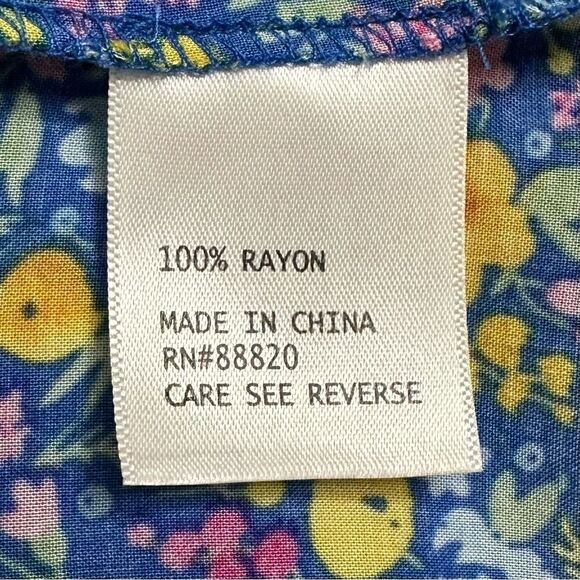 100% RAYON
MADE IN CHINA
RN#88820
CARE SEE REVERSE